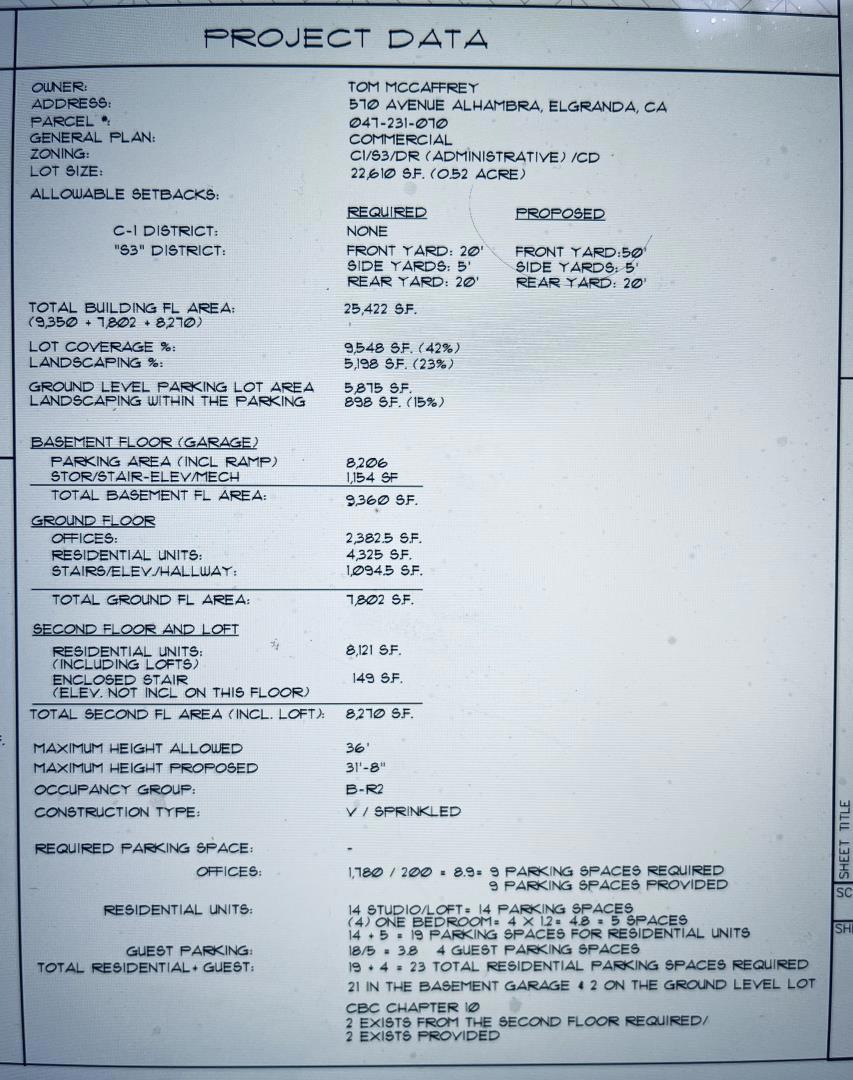 PROJECT DATA
OWNER: TOM MCCAFFREY
ADDRESS: 570 AVENUE ALHAMBRA, ELGRANDA, CA
PARCEL #: 047-231-070
GENERAL PLAN: COMMERCIAL
ZONING: C1/S3/DR (ADMINISTRATIVE) /CD
LOT SIZE: 22,610 S.F. (0.52 ACRE)
ALLOWABLE SETBACKS:
REQUIRED PROPOSED
C-1 DISTRICT: NONE
"S3" DISTRICT: FRONT YARD: 20' FRONT YARD:50'
SIDE YARDS: 5' SIDE YARDS: 5'
REAR YARD: 20' REAR YARD: 20'
TOTAL BUILDING FL AREA: 25,422 S.F.
(9,350 + 7,802 + 8,270)
LOT COVERAGE %: 9,548 S.F. (42%)
LANDSCAPING %: 5,198 S.F. (23%)
GROUND LEVEL PARKING LOT AREA 5,875 S.F.
LANDSCAPING WITHIN THE PARKING 898 S.F. (15%)
BASEMENT FLOOR (GARAGE)
PARKING AREA (INCL RAMP) 8,206
STOR/STAIR-ELEV/MECH 1,154 SF
TOTAL BASEMENT FL AREA: 9,360 SF.
GROUND FLOOR
OFFICES: 2,382.5 S.F.
RESIDENTIAL UNITS: 4,325 S.F.
STAIRS/ELEV./HALLWAY: 1,094.5 S.F.
TOTAL GROUND FL AREA: 7,802 S.F.
SECOND FLOOR AND LOFT
RESIDENTIAL UNITS: 8,121 S.F.
(INCLUDING LOFTS)
ENCLOSED STAIR 149 S.F.
(ELEV. NOT INCL ON THIS FLOOR)
TOTAL SECOND FL AREA (INCL. LOFT): 8,270 S.F.
MAXIMUM HEIGHT ALLOWED 36'
MAXIMUM HEIGHT PROPOSED 31'-8"
OCCUPANCY GROUP: B-R2
CONSTRUCTION TYPE: V / SPRINKLED
REQUIRED PARKING SPACE: -
OFFICES: 1,780 / 200 = 8.9= 9 PARKING SPACES REQUIRED
9 PARKING SPACES PROVIDED
RESIDENTIAL UNITS: 14 STUDIO/LOFT= 14 PARKING SPACES
(4) ONE BEDROOM= 4 X 1.2= 4.8 = 5 SPACES
14 + 5 = 19 PARKING SPACES FOR RESIDENTIAL UNITS
GUEST PARKING: 18/5 = 3.8 4 GUEST PARKING SPACES
TOTAL RESIDENTIAL+ GUEST: 19 + 4 = 23 TOTAL RESIDENTIAL PARKING SPACES REQUIRED
21 IN THE BASEMENT GARAGE & 2 ON THE GROUND LEVEL LOT
CBC CHAPTER 10
2 EXISTS FROM THE SECOND FLOOR REQUIRED/
2 EXISTS PROVIDED
SHEET TITLE
SC
SH